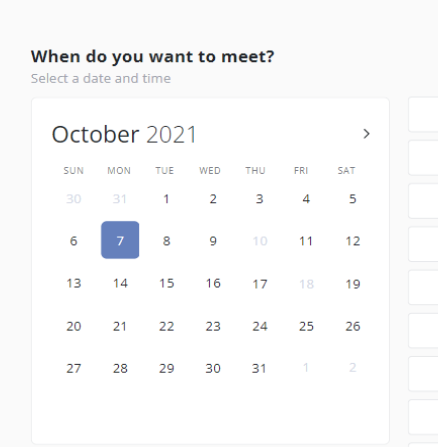 When do you want to meet?
Select a date and time
October 2021
SUN MON TUE WED THU FRI SAT
30 31 1 2 3 4 5
6 7 8 9 10 11 12
13 14 15 16 17 18 19
20 21 22 23 24 25 26
27 28 29 30 31 1 2